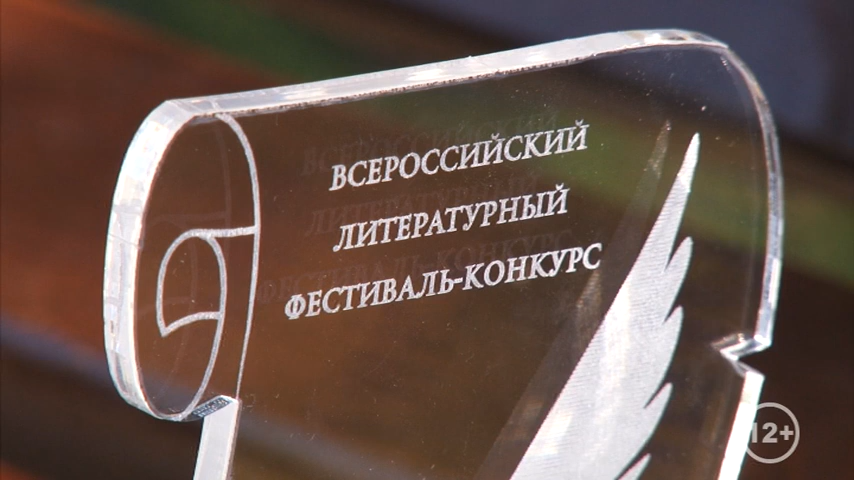 ВСЕРОССИЙСКИЙ
ЛИТЕРАТУРНЫЙ
ФЕСТИВАЛЬ-КОНКУРС
12+